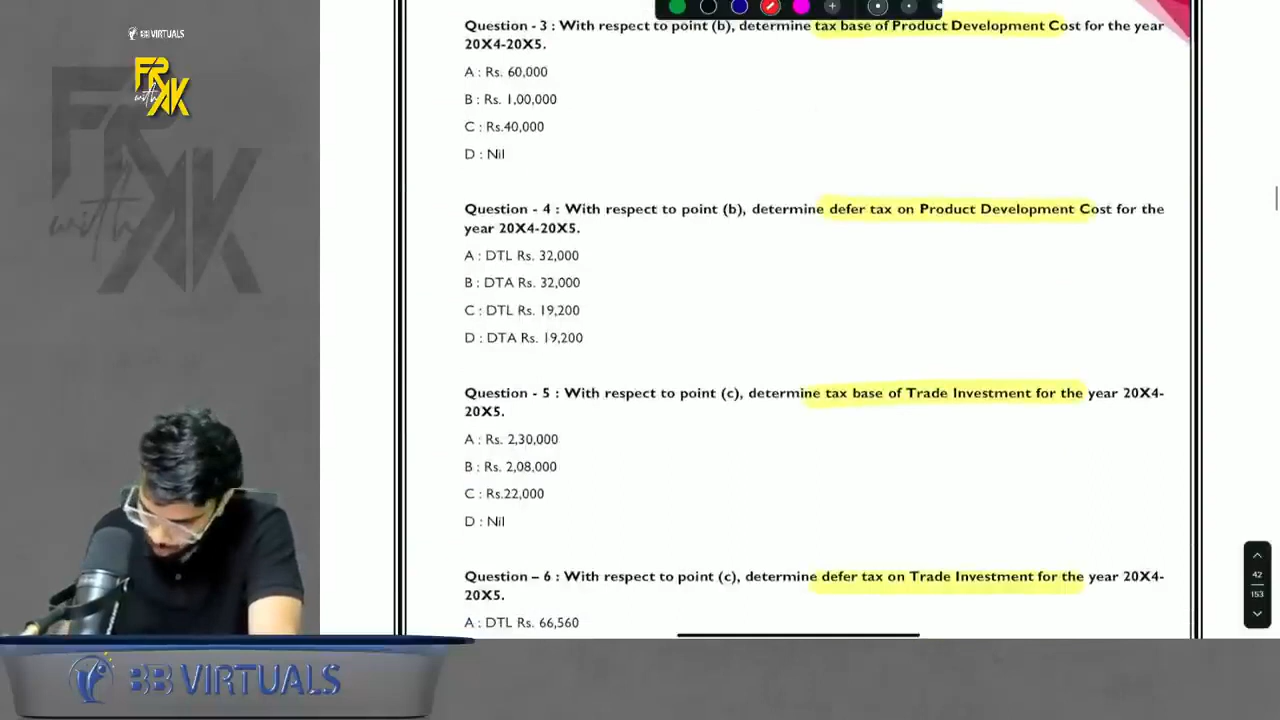 BB VIRTUALS
FR
with
KK
Question - 3 : With respect to point (b), determine tax base of Product Development Cost for the year
20X4-20X5.
A : Rs. 60,000
B : Rs. 1,00,000
C : Rs.40,000
D : Nil
Question - 4 : With respect to point (b), determine defer tax on Product Development Cost for the
year 20X4-20X5.
A : DTL Rs. 32,000
B : DTA Rs. 32,000
C : DTL Rs. 19,200
D : DTA Rs. 19,200
Question - 5 : With respect to point (c), determine tax base of Trade Investment for the year 20X4-
20X5.
A : Rs. 2,30,000
B : Rs. 2,08,000
C : Rs.22,000
D : Nil
Question – 6 : With respect to point (c), determine defer tax on Trade Investment for the year 20X4-
20X5.
A : DTL Rs. 66,560
42
153
BB VIRTUALS